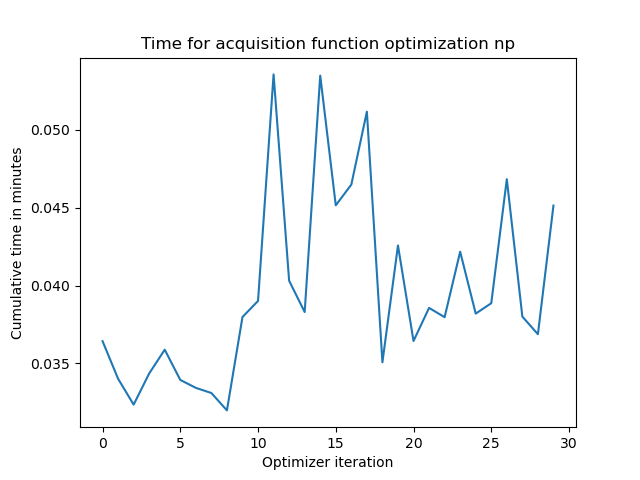 Time for acquisition function optimization np
Cumulative time in minutes
0.050
0.045
0.040
0.035
0 5 10 15 20 25 30
Optimizer iteration